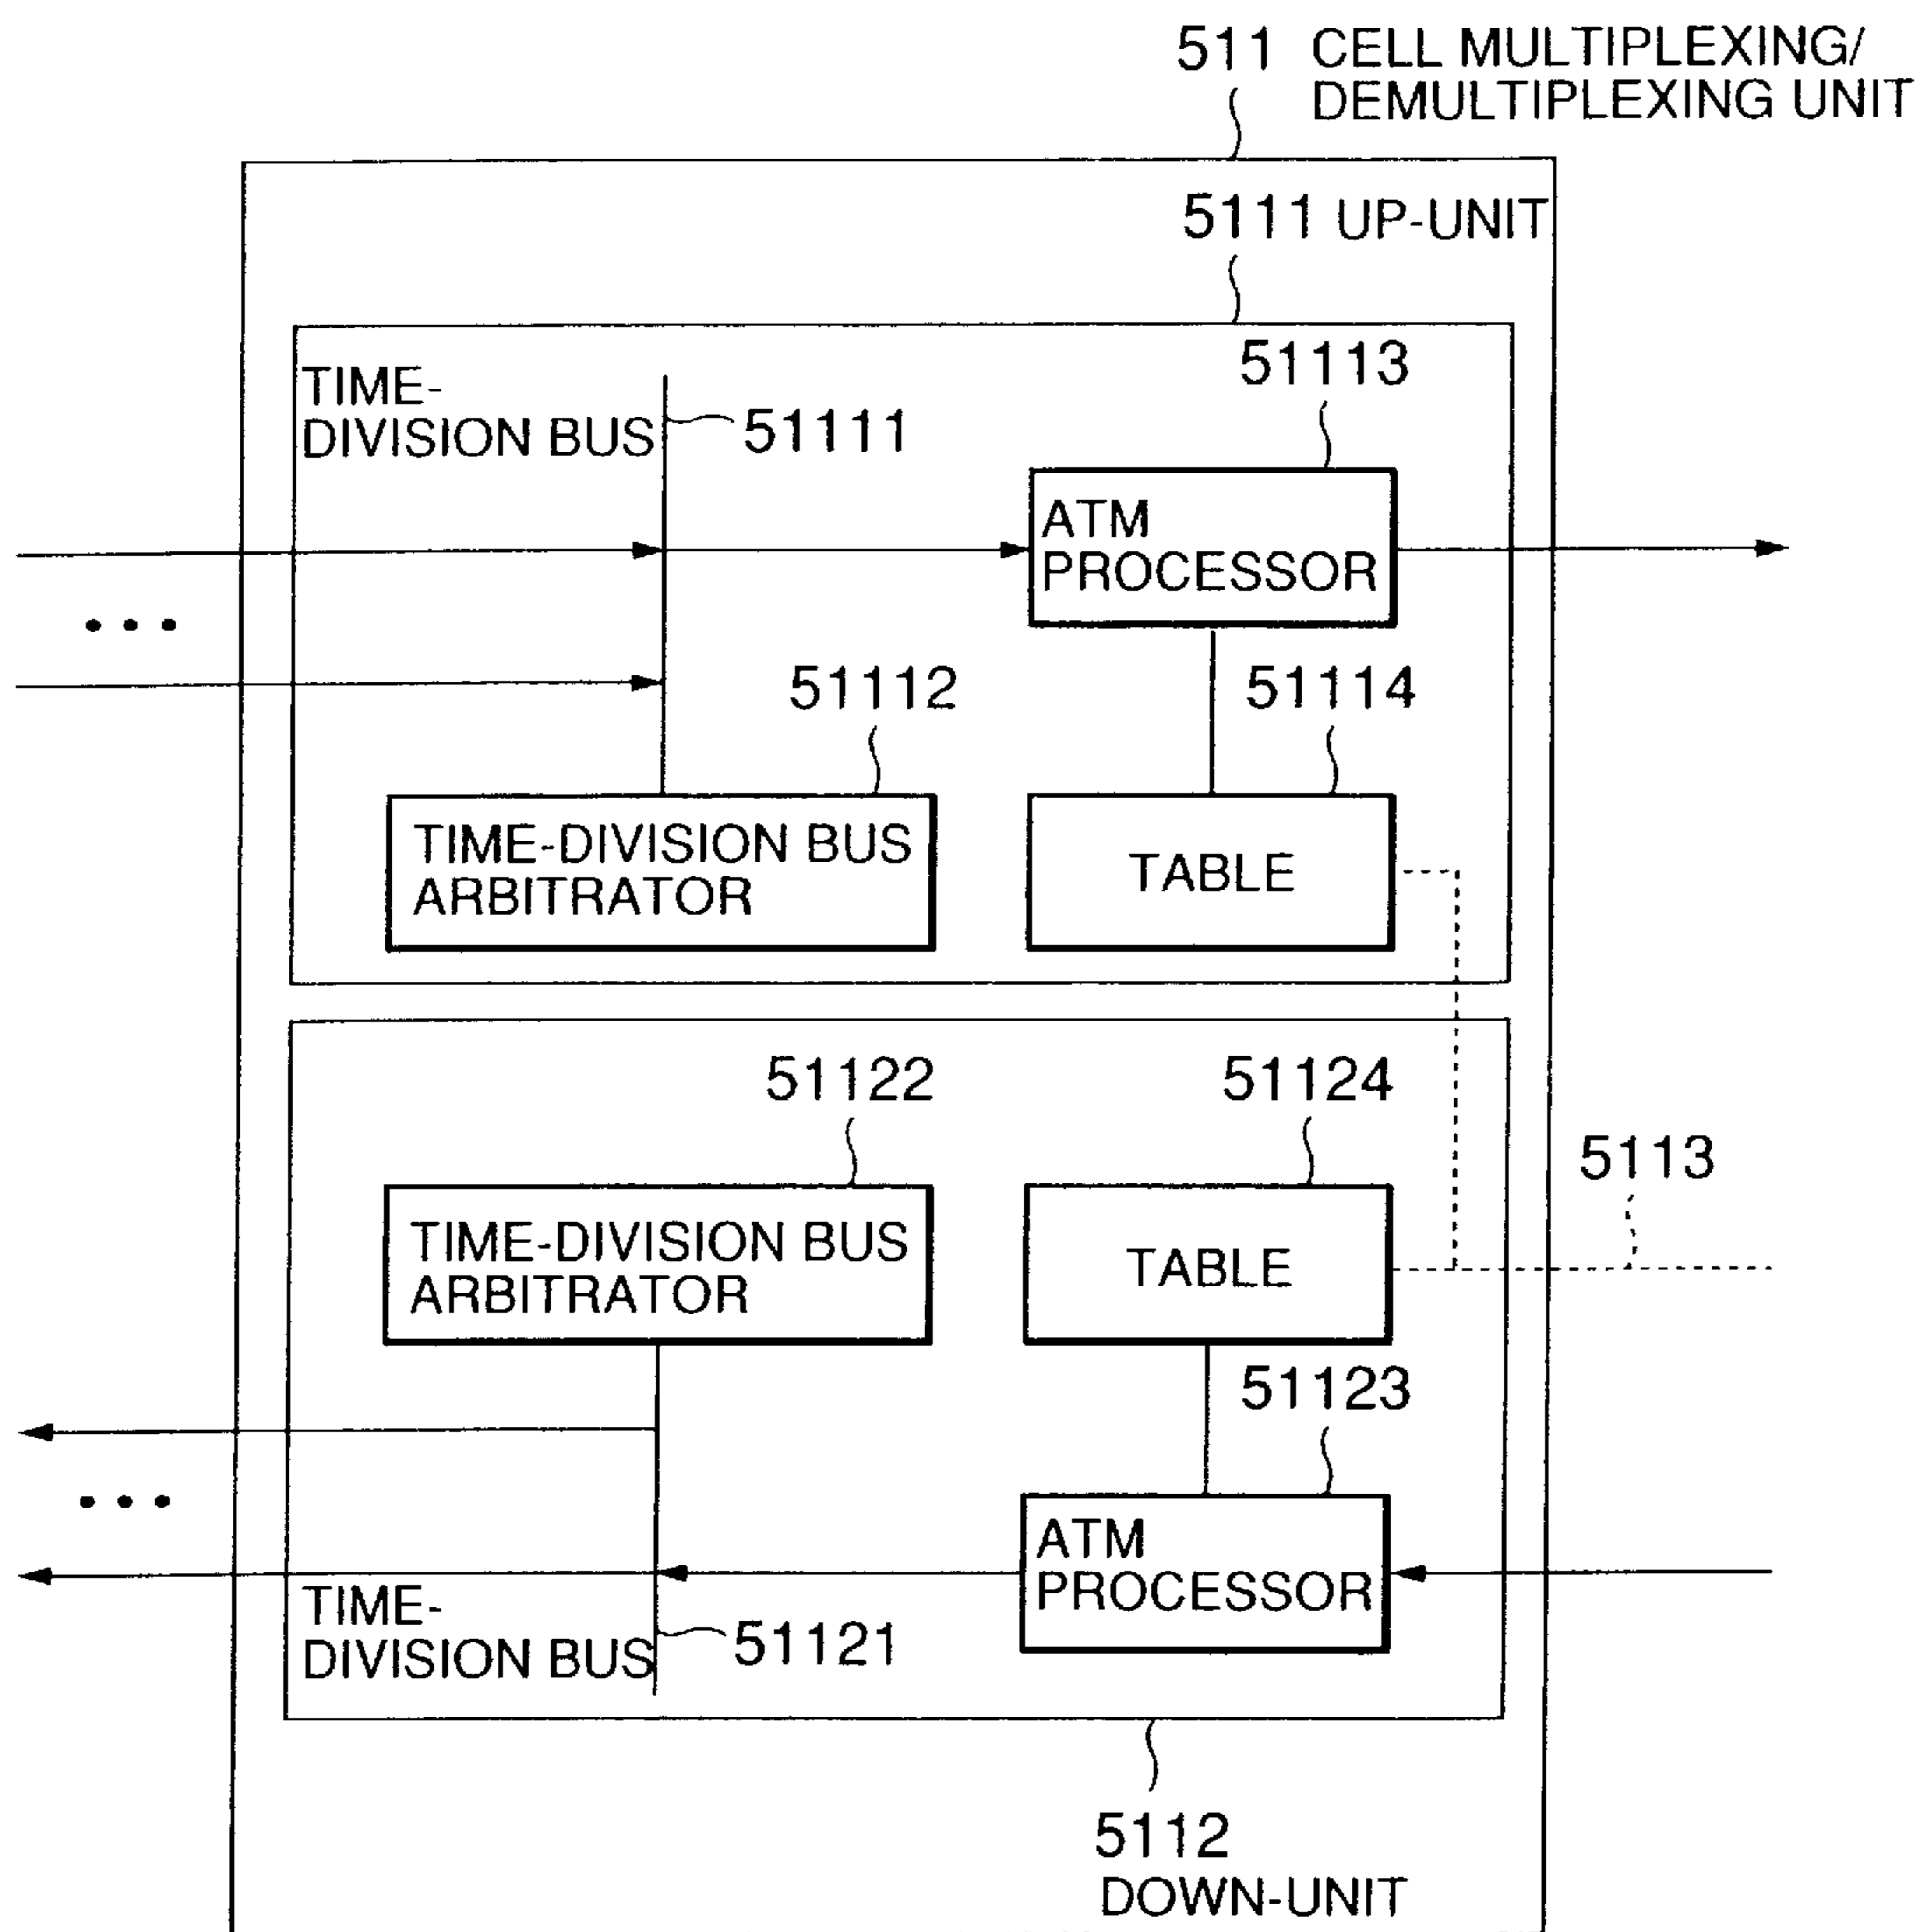 511 CELL MULTIPLEXING/
DEMULTIPLEXING UNIT
5111 UP-UNIT
51113
TIME-
DIVISION BUS
51111
ATM
PROCESSOR
• • •
51112
51114
TIME-DIVISION BUS
ARBITRATOR
TABLE
51122
51124
5113
TIME-DIVISION BUS
ARBITRATOR
TABLE
51123
• • •
ATM
PROCESSOR
TIME-
DIVISION BUS
51121
5112
DOWN-UNIT